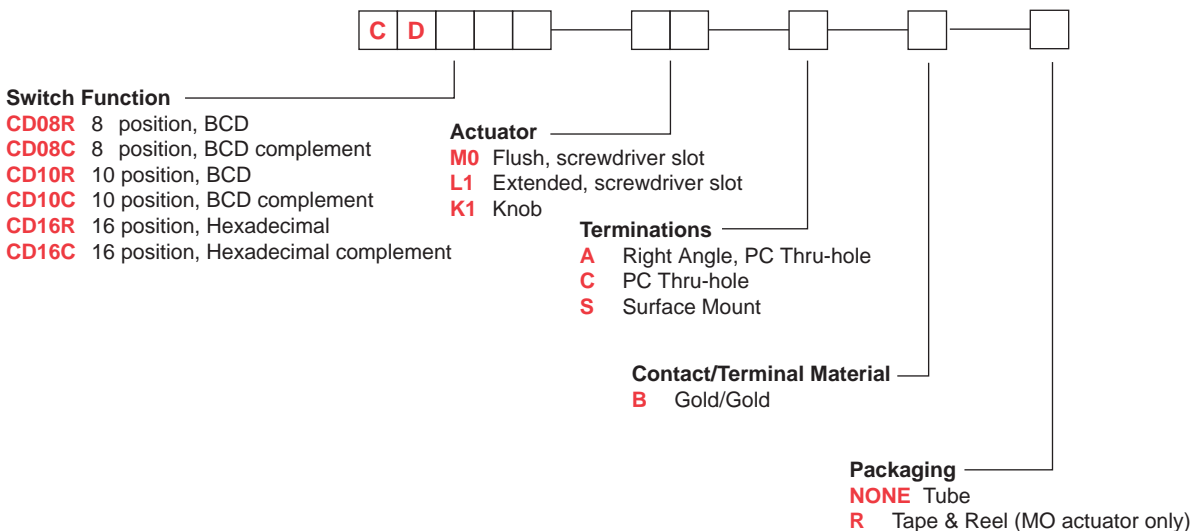 C D
Switch Function
CD08R 8 position, BCD
CD08C 8 position, BCD complement
CD10R 10 position, BCD
CD10C 10 position, BCD complement
CD16R 16 position, Hexadecimal
CD16C 16 position, Hexadecimal complement
Actuator
M0 Flush, screwdriver slot
L1 Extended, screwdriver slot
K1 Knob
Terminations
A Right Angle, PC Thru-hole
C PC Thru-hole
S Surface Mount
Contact/Terminal Material
B Gold/Gold
Packaging
NONE Tube
R Tape & Reel (MO actuator only)